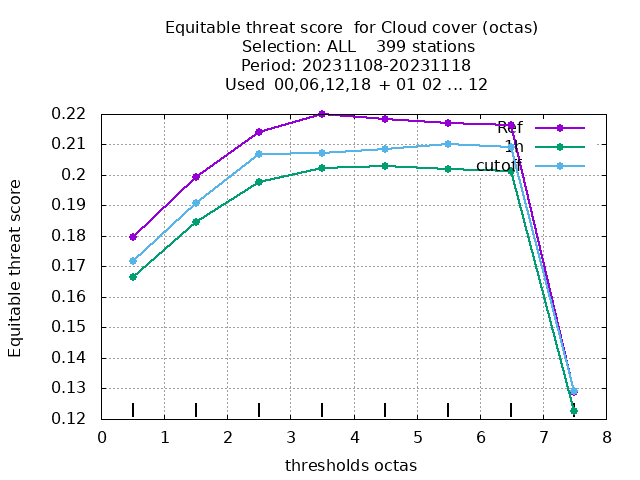 Equitable threat score  for Cloud cover (octas)
Selection: ALL    399 stations
Period: 20231108-20231118
Used  00,06,12,18  + 01 02 ... 12
Equitable threat score
0.22
0.21
0.2
0.19
0.18
0.17
0.16
0.15
0.14
0.13
0.12
Ref
1h
cutoff
0 1 2 3 4 5 6 7 8
thresholds octas